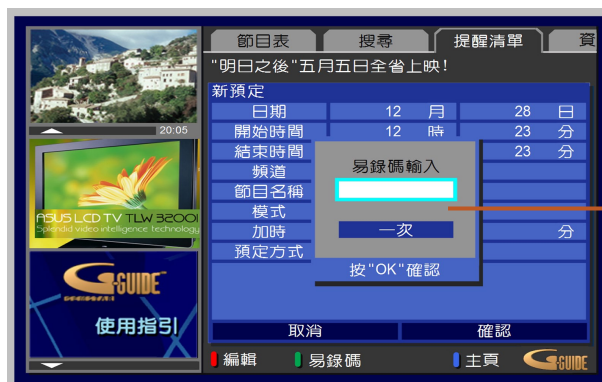 節目表 搜尋 提醒清單 資
"明日之後"五月五日全省上映!
新預定
日期 12 月 28 日
開始時間 12 時 23 分
結束時間 23 分
頻道
節目名稱
模式
加時 分
預定方式
易錄碼輸入
一次
按"OK"確認
取消 確認
編輯 易錄碼 主頁 G-GUIDE
20:05
ASUS LCD TV TLW 32001
Splendid video intelligence technology
G-GUIDE
使用指引